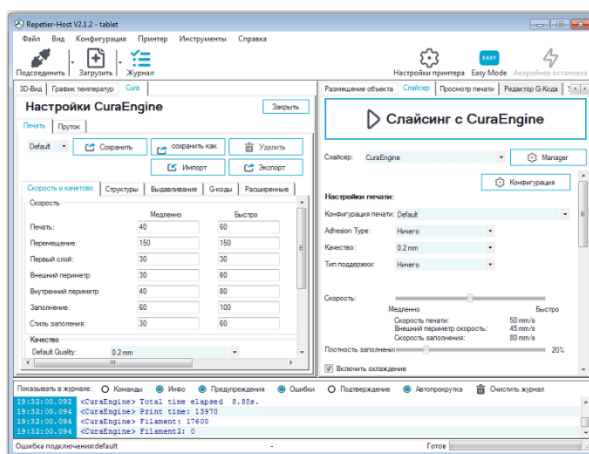 Repetier-Host V2.1.2 - tablet
Файл Вид Конфигурация Принтер Инструменты Справка
Подсоединить Загрузить Журнал Настройки принтера Easy Mode Аварийная остановка
EASY
3D-Вид График температур Cura
Размещение объекта Слайсер Просмотр печати Редактор G-Кода
Настройки CuraEngine Закрыть
Слайсинг с CuraEngine
Печать Пруток
Default Сохранить сохранить как Удалить
Импорт Экспорт
Слайсер: CuraEngine Manager
Конфигурация
Скорость и качество Структуры Выдавливание G-коды Расширенные
Скорость
Медленно Быстро
Печать: 40 60
Перемещение: 150 150
Первый слой: 30 30
Внешний периметр 30 60
Внутренний периметр 40 80
Заполнение: 60 100
Стиль заполения: 30 60
Качество
Default Quality: 0.2 mm
Настройки печати:
Конфигурация печати: Default
Adhesion Type: Ничего
Качество: 0.2 mm
Тип поддержки: Ничего
Скорость:
Медленно Быстро
Скорость печати: 50 mm/s
Внешний периметр скорость: 45 mm/s
Скорость заполнения: 80 mm/s
Плотность заполнени 20%
Включить охлаждение
Показывать в журнале: Команды Инфо Предупреждения Ошибки Подтверждение Автопрокрутка Очистить журнал
19:32:00.092 <CuraEngine> Total time elapsed 8.88s.
19:32:00.094 <CuraEngine> Print time: 13970
19:32:00.094 <CuraEngine> Filament: 17600
19:32:00.094 <CuraEngine> Filament2: 0
Ошибка подключения:default - Готов